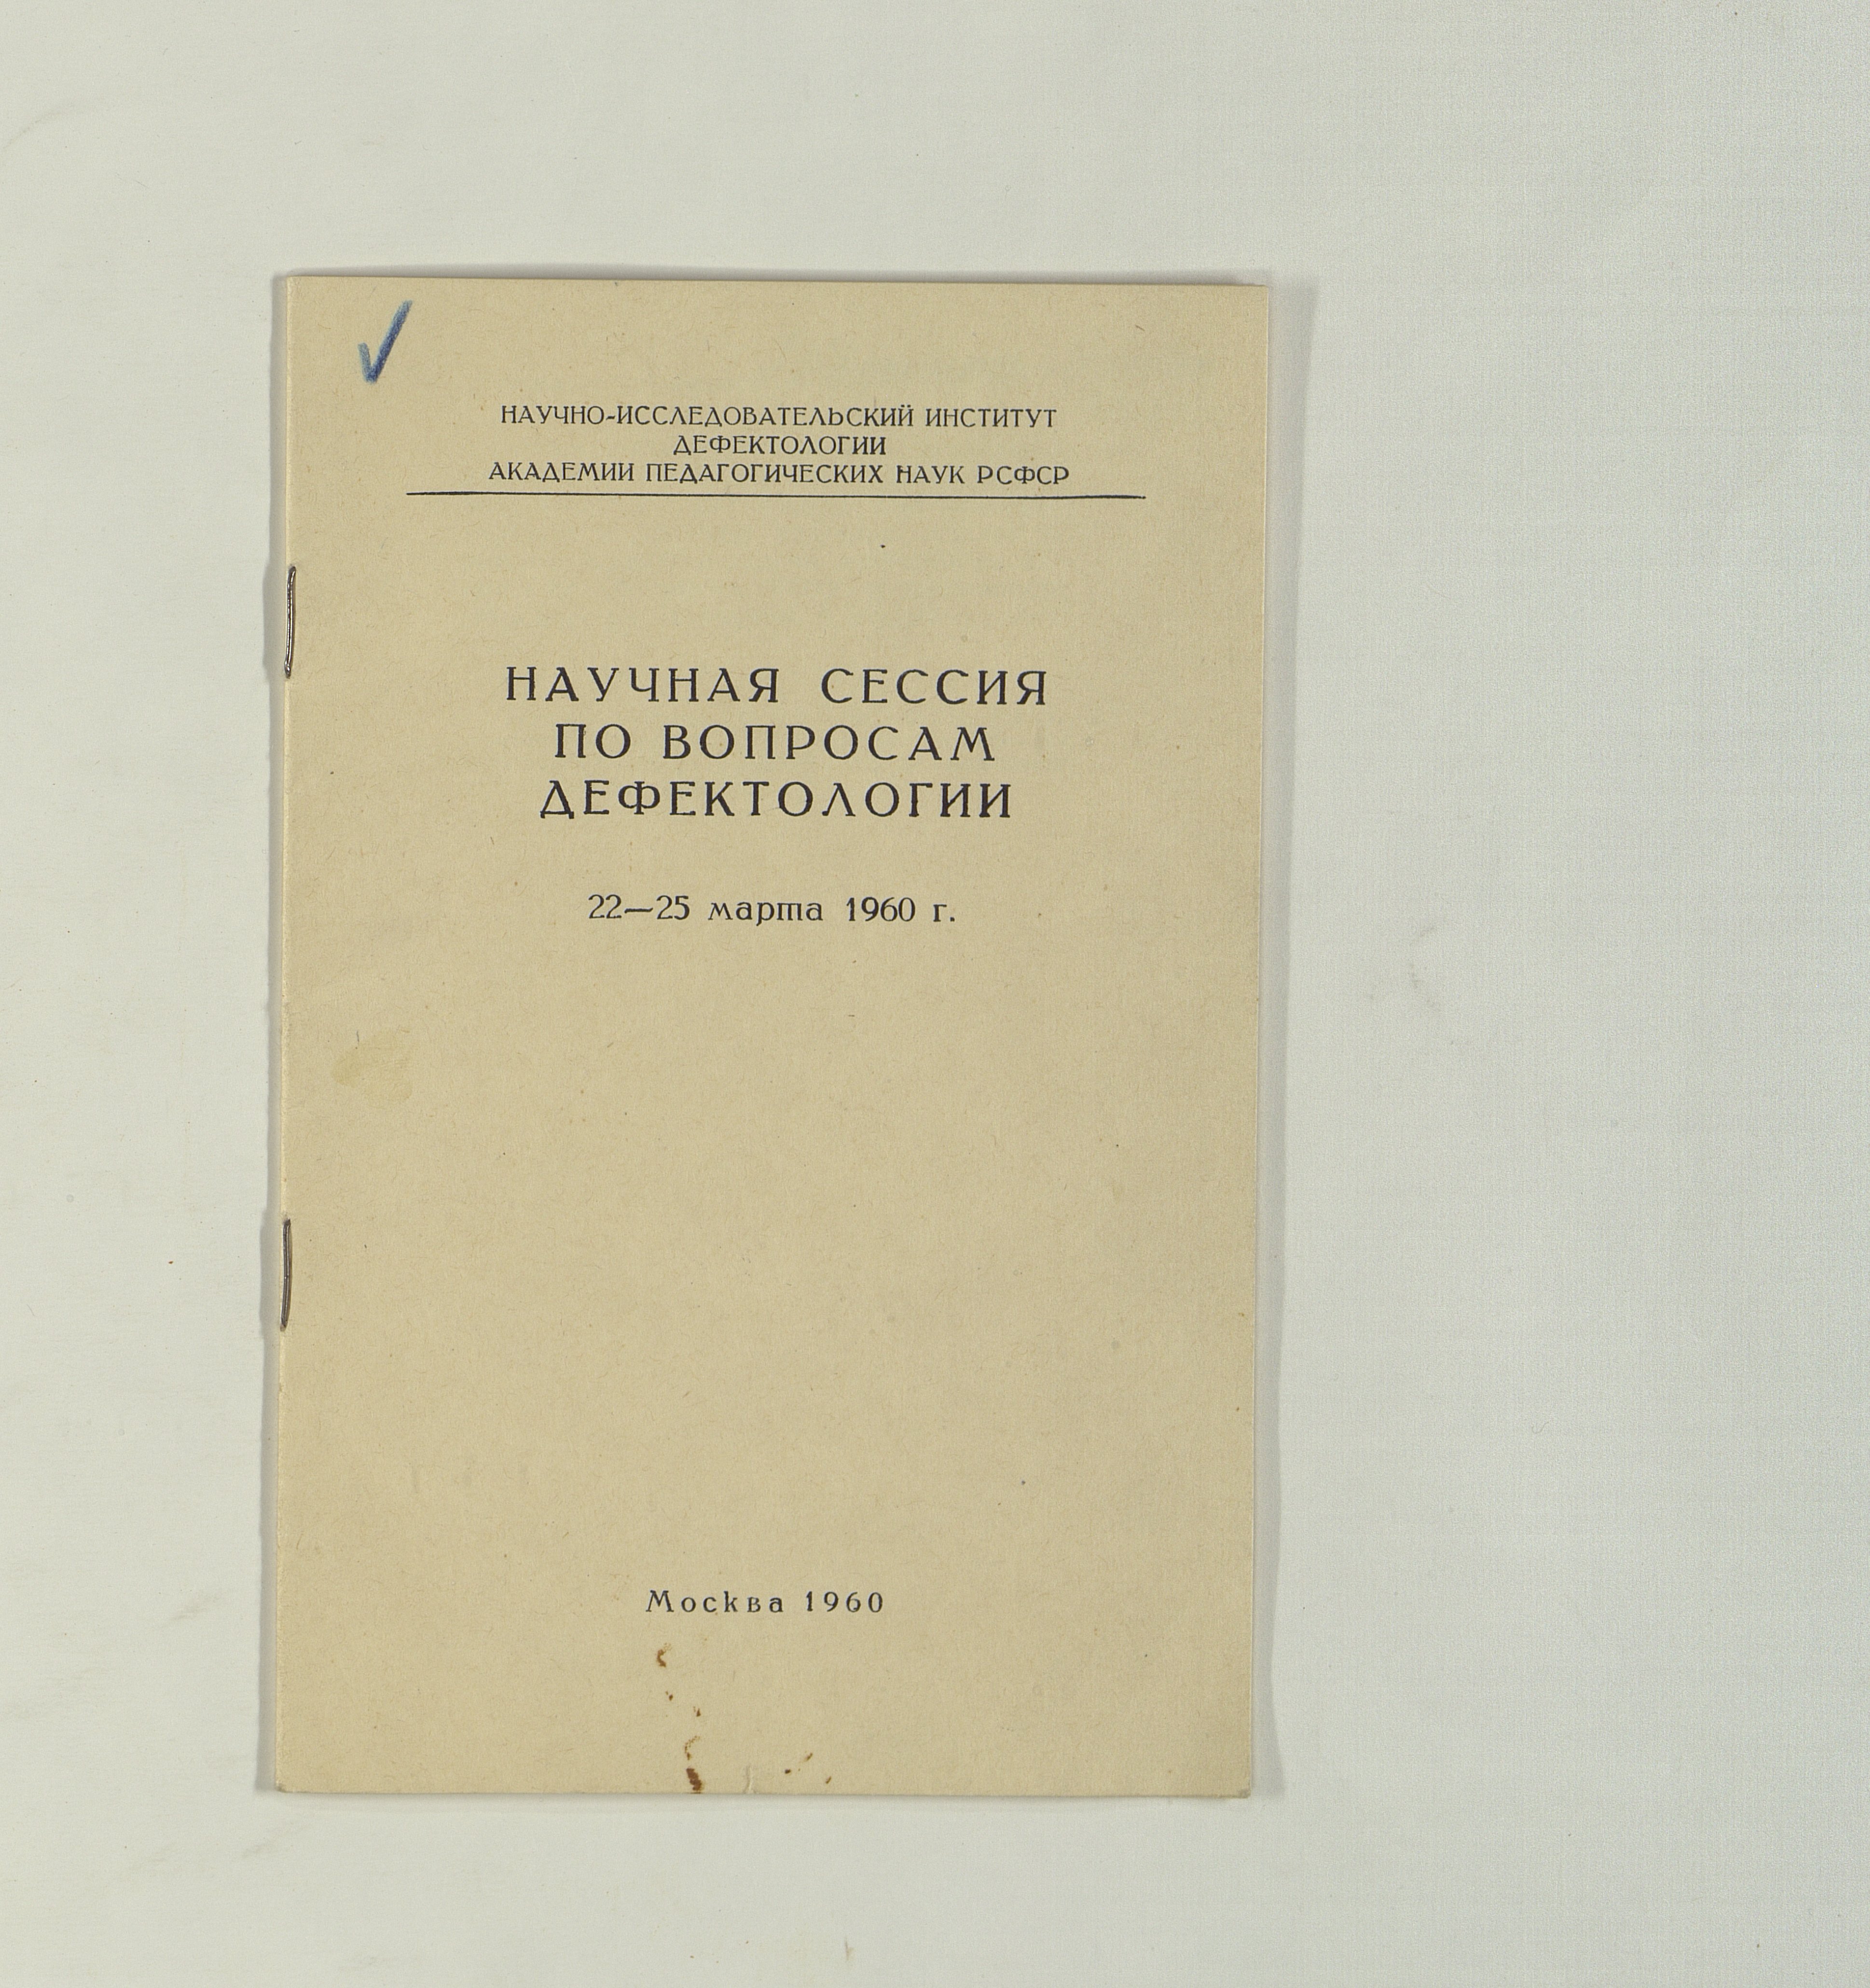 НАУЧНО-ИССЛЕДОВАТЕЛЬСКИЙ ИНСТИТУТ
ДЕФЕКТОЛОГИИ
АКАДЕМИИ ПЕДАГОГИЧЕСКИХ НАУК РСФСР
НАУЧНАЯ СЕССИЯ
ПО ВОПРОСАМ
ДЕФЕКТОЛОГИИ
22—25 марта 1960 г.
Москва 1960